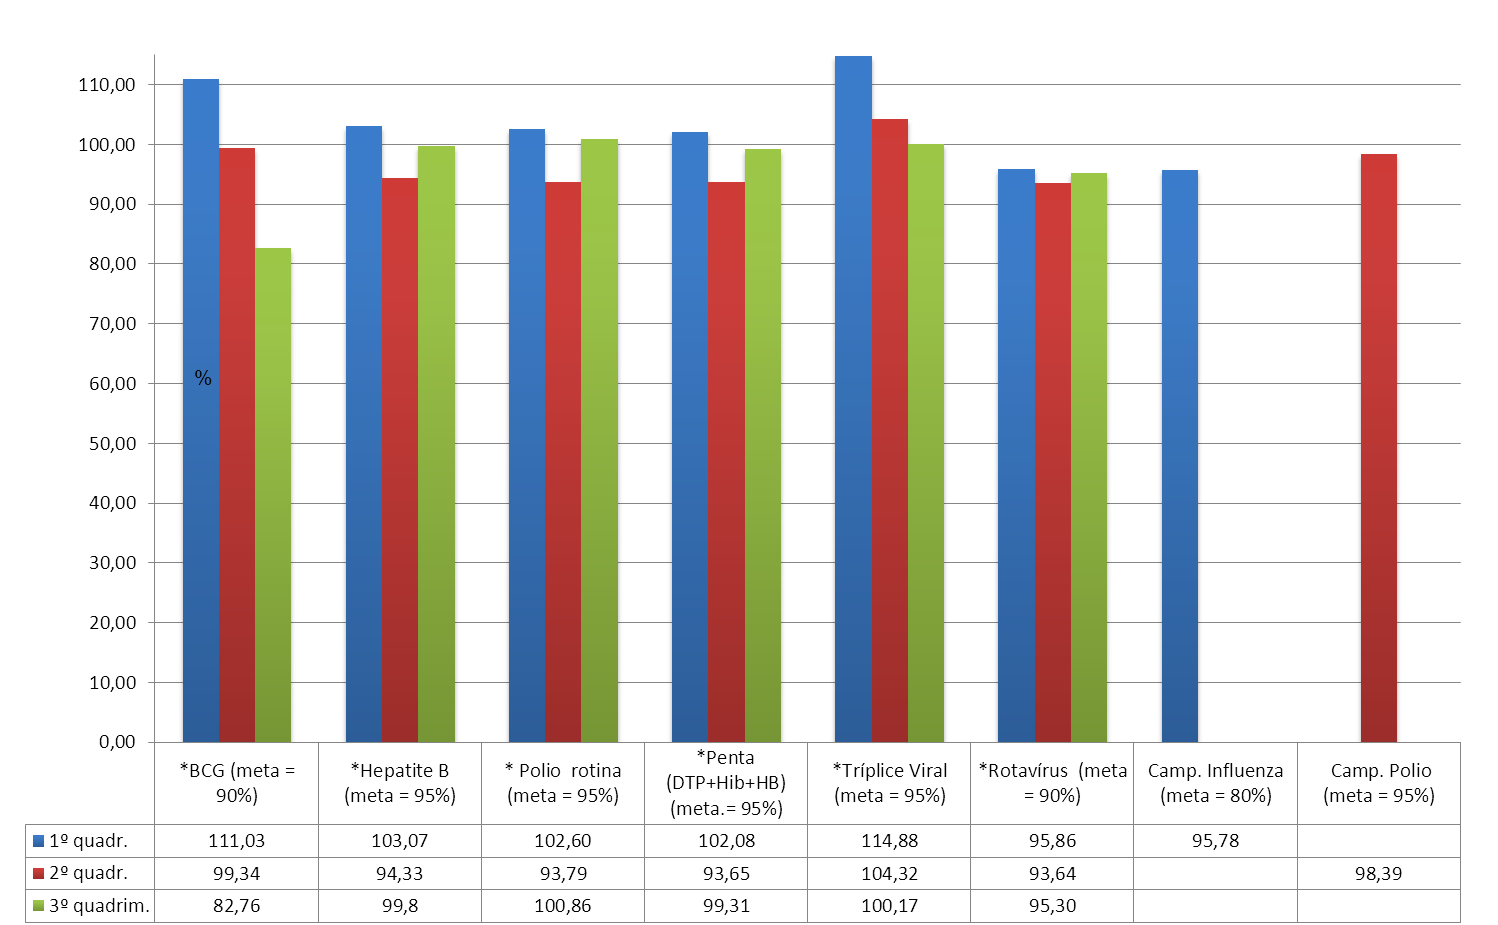 110,00
100,00
90,00
80,00
70,00
60,00
50,00
40,00
30,00
20,00
10,00
0,00
%
*BCG (meta =
90%)
*Hepatite B
(meta = 95%)
* Polio  rotina
(meta = 95%)
*Penta
(DTP+Hib+HB)
(meta.= 95%)
*Tríplice Viral
(meta = 95%)
*Rotavírus  (meta
= 90%)
Camp. Influenza
(meta = 80%)
Camp. Polio
(meta = 95%)
1º quadr. 111,03 103,07 102,60 102,08 114,88 95,86 95,78
2º quadr. 99,34 94,33 93,79 93,65 104,32 93,64 98,39
3º quadrim. 82,76 99,8 100,86 99,31 100,17 95,30